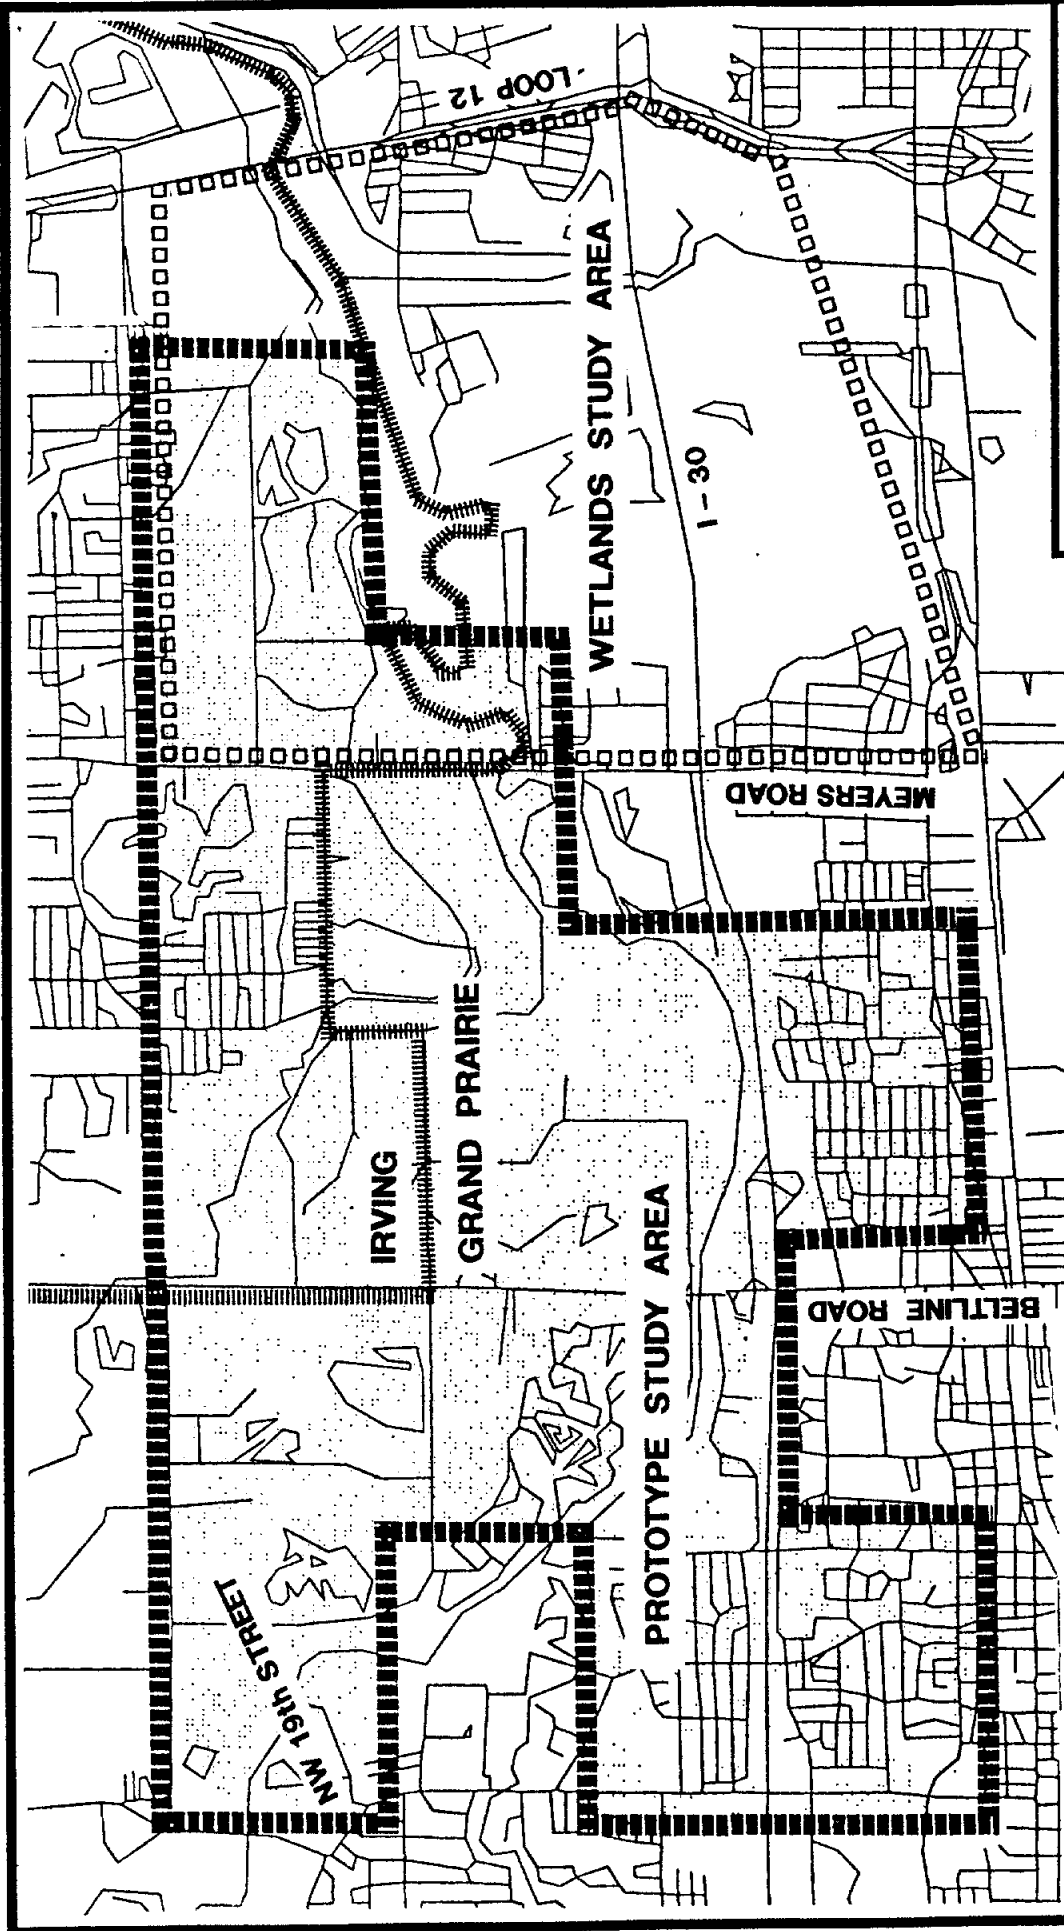 - LOOP 12
WETLANDS STUDY AREA
I-30
MEYERS ROAD
IRVING
GRAND PRAIRIE
PROTOTYPE STUDY AREA
BELTLINE ROAD
NW 19th STREET